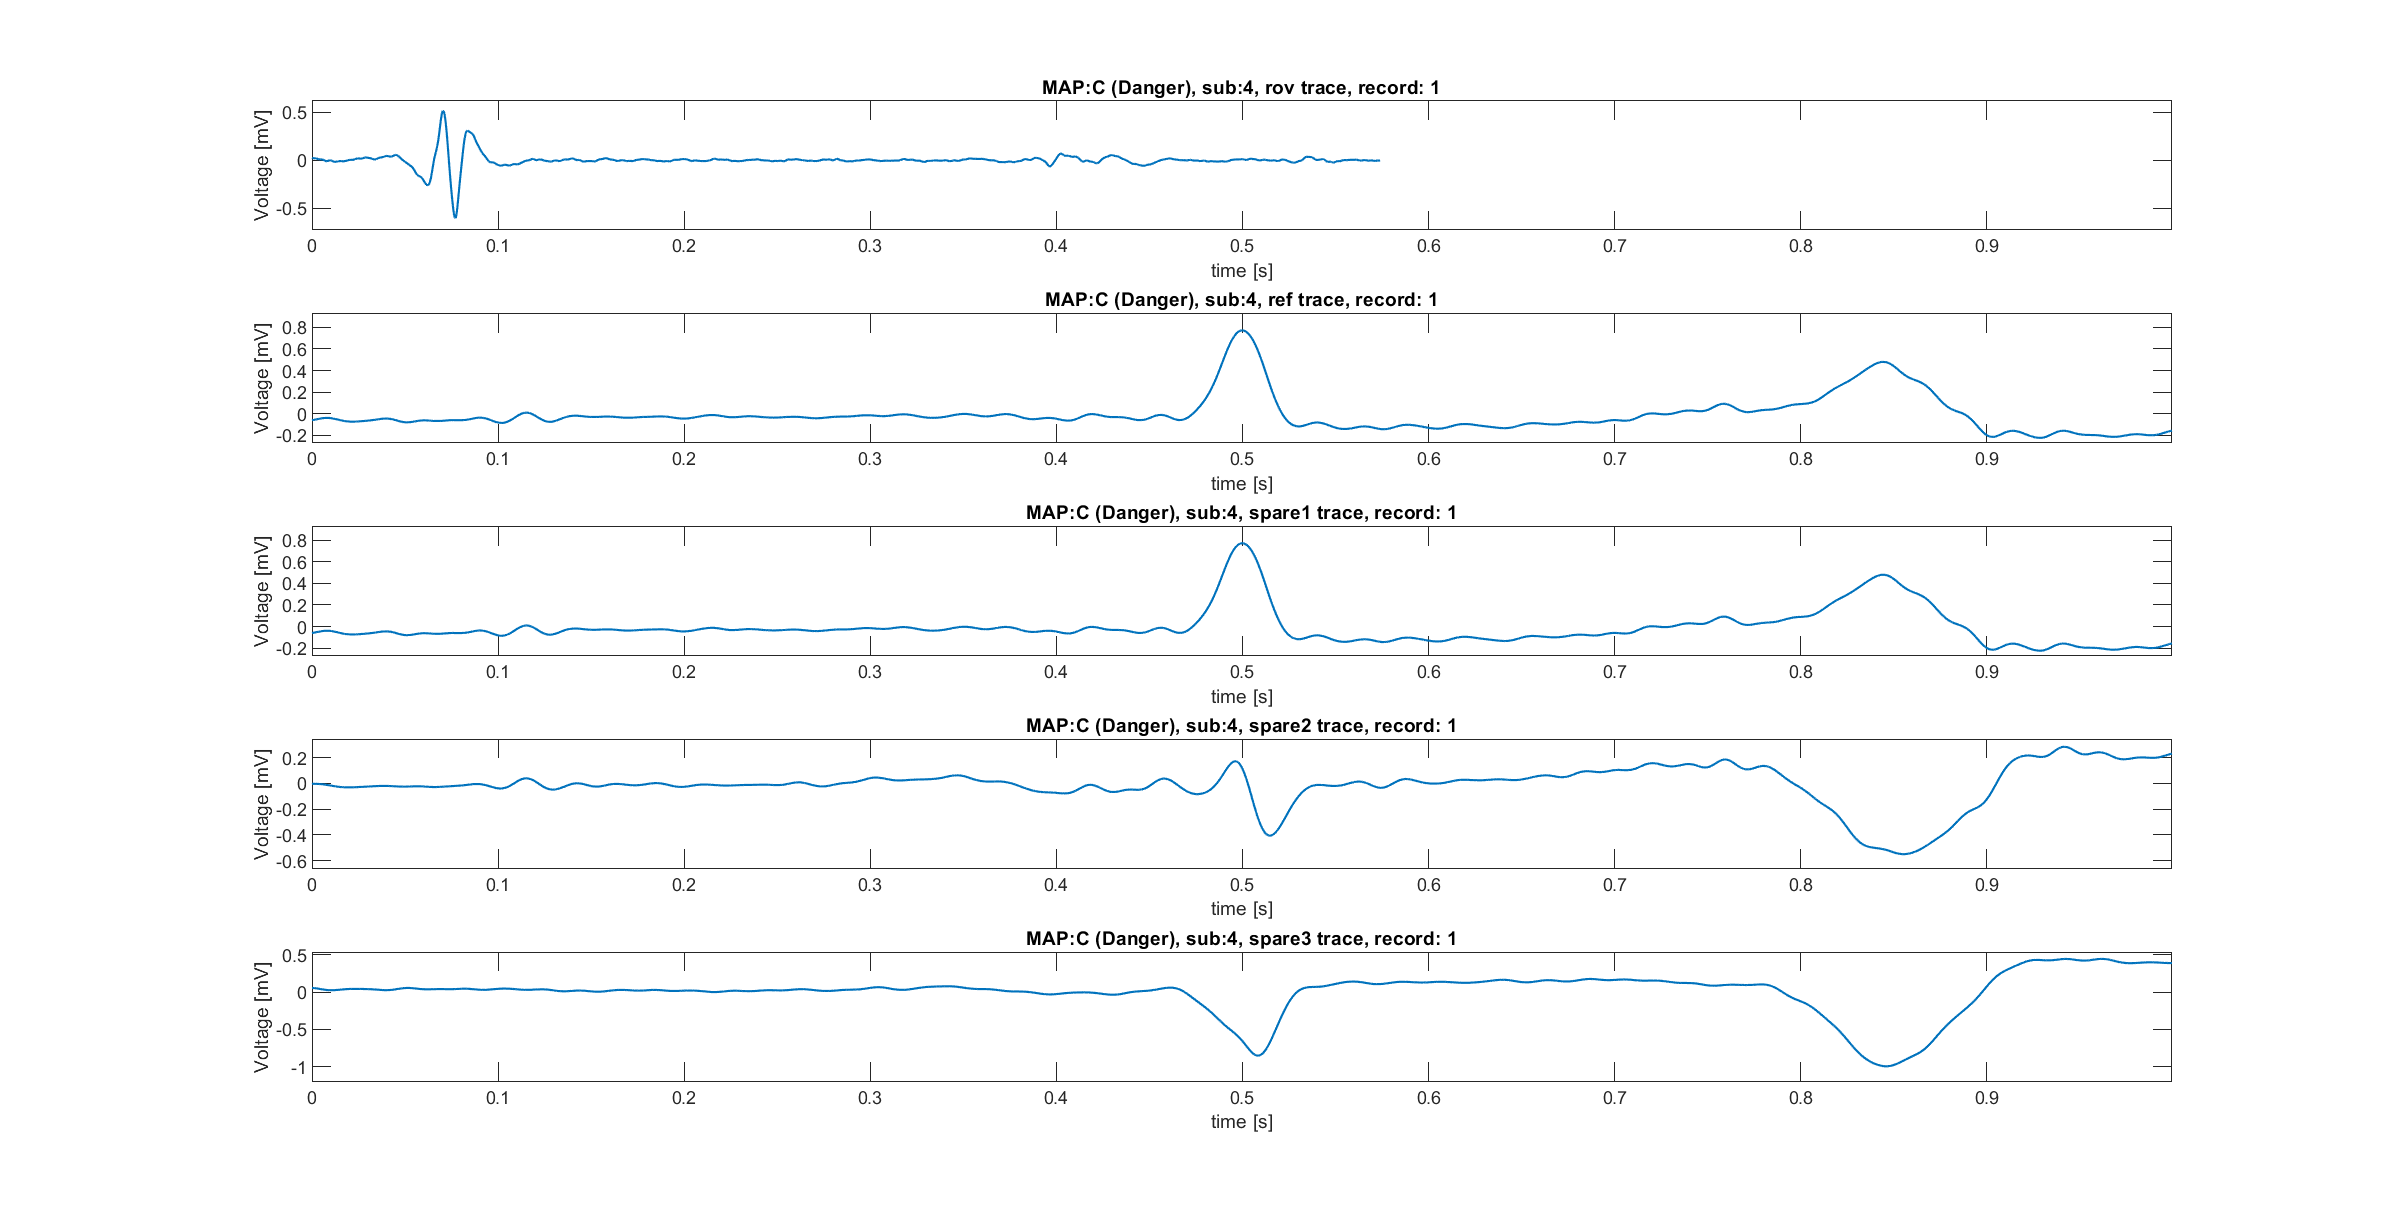 MAP:C (Danger), sub:4, rov trace, record: 1
Voltage [mV]
0.5
0
-0.5
0 0.1 0.2 0.3 0.4 0.5 0.6 0.7 0.8 0.9
time [s]
MAP:C (Danger), sub:4, ref trace, record: 1
Voltage [mV]
0.8
0.6
0.4
0.2
0
-0.2
0 0.1 0.2 0.3 0.4 0.5 0.6 0.7 0.8 0.9
time [s]
MAP:C (Danger), sub:4, spare1 trace, record: 1
Voltage [mV]
0.8
0.6
0.4
0.2
0
-0.2
0 0.1 0.2 0.3 0.4 0.5 0.6 0.7 0.8 0.9
time [s]
MAP:C (Danger), sub:4, spare2 trace, record: 1
Voltage [mV]
0.2
0
-0.2
-0.4
-0.6
0 0.1 0.2 0.3 0.4 0.5 0.6 0.7 0.8 0.9
time [s]
MAP:C (Danger), sub:4, spare3 trace, record: 1
Voltage [mV]
0.5
0
-0.5
-1
0 0.1 0.2 0.3 0.4 0.5 0.6 0.7 0.8 0.9
time [s]